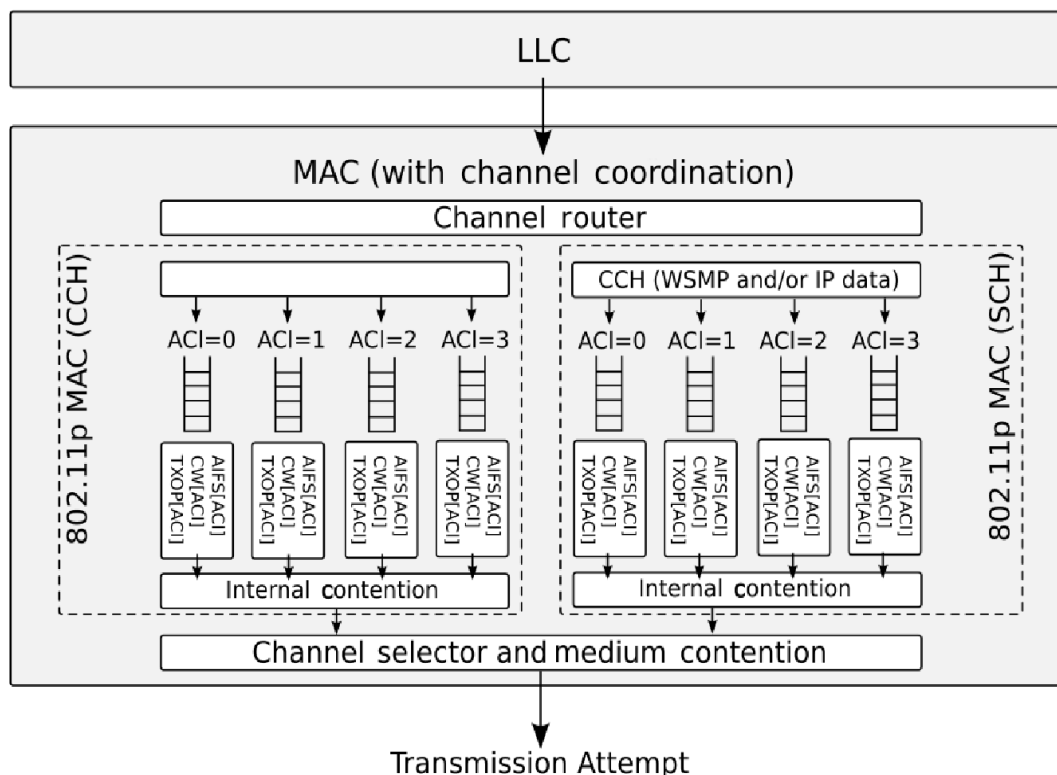 LLC
MAC (with channel coordination)
Channel router
802.11p MAC (CCH)
ACI=0 ACI=1 ACI=2 ACI=3
AIFS[ACI] AIFS[ACI] AIFS[ACI] AIFS[ACI]
CW[ACI] CW[ACI] CW[ACI] CW[ACI]
TXOP[ACI] TXOP[ACI] TXOP[ACI] TXOP[ACI]
Internal contention
CCH (WSMP and/or IP data)
802.11p MAC (SCH)
ACI=0 ACI=1 ACI=2 ACI=3
AIFS[ACI] AIFS[ACI] AIFS[ACI] AIFS[ACI]
CW[ACI] CW[ACI] CW[ACI] CW[ACI]
TXOP[ACI] TXOP[ACI] TXOP[ACI] TXOP[ACI]
Internal contention
Channel selector and medium contention
Transmission Attempt